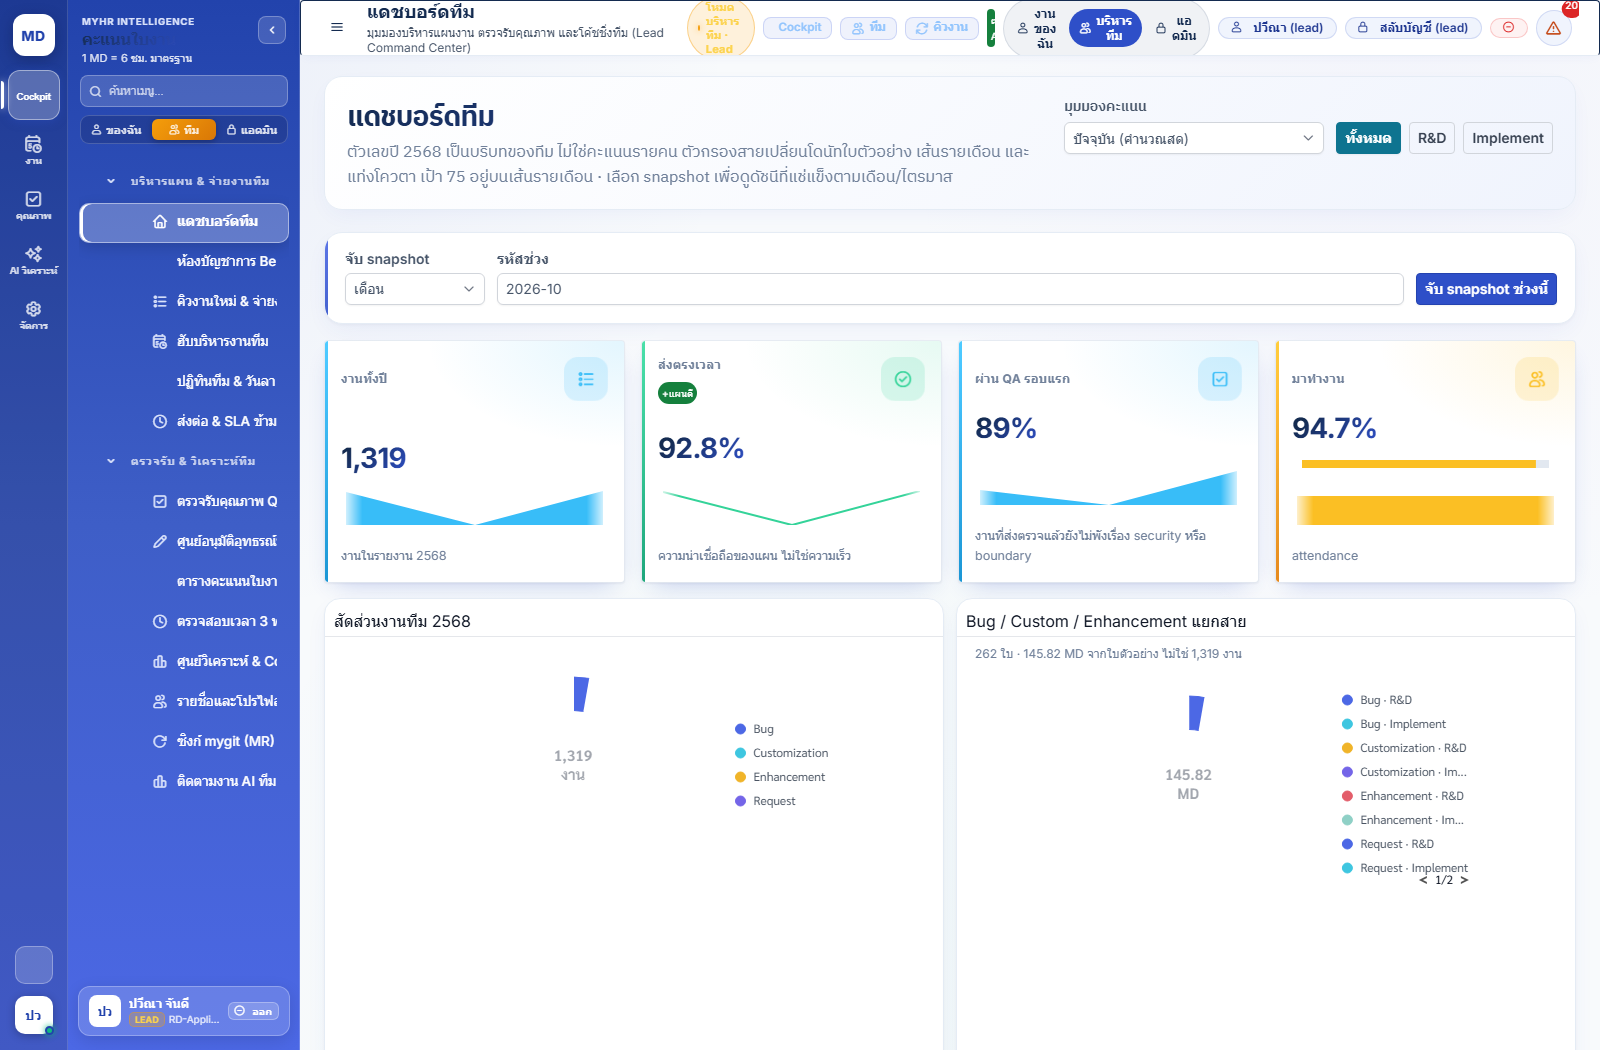 MD
Cockpit
งาน
คุณภาพ
AI วิเคราะห์
จัดการ
ปว
MYHR INTELLIGENCE
คะแนนใบ
1 MD = 6 ชม. มาตรฐาน
ค้นหาเมนู...
ของฉัน
ทีม
แอดมิน
บริหารแผน & จ่ายงานทีม
แดชบอร์ดทีม
ห้องบัญชาการ Be
คิวงานใหม่ & จ่าย
ฮับบริหารงานทีม
ปฏิทินทีม & วันลา
ส่งต่อ & SLA ข้าม
ตรวจรับ & วิเคราะห์ทีม
ตรวจรับคุณภาพ Q
ศูนย์อนุมัติอุทธรณ์
ตารางคะแนนใบงา
ตรวจสอบเวลา 3
ศูนย์วิเคราะห์ & Co
รายชื่อและโปรไฟล
ซิงก์ mygit (MR)
ติดตามงาน AI ทีม
ปว
ปวีณา จันดี
LEAD RD-Appli...
ออก
แดชบอร์ดทีม
มุมมองบริหารแผนงาน ตรวจรับคุณภาพ และโค้ชชิ่งทีม (Lead
Command Center)
โหมด
บริหาร
ทีม ·
Lead
Cockpit
ทีม
คิวงาน
งาน
ของ
ฉัน
บริหาร
ทีม
แอ
ดมิน
ปวีณา (lead)
สลับบัญชี (lead)
20
แดชบอร์ดทีม
ตัวเลขปี 2568 เป็นบริบทของทีม ไม่ใช่คะแนนรายคน ตัวกรองสายเปลี่ยนโดนัทใบตัวอย่าง เส้นรายเดือน และ
แท่งโควตา เป้า 75 อยู่บนเส้นรายเดือน · เลือก snapshot เพื่อดูดัชนีที่แช่แข็งตามเดือน/ไตรมาส
มุมมองคะแนน
ปัจจุบัน (คำนวณสด)
ทั้งหมด
R&D
Implement
จับ snapshot
เดือน
รหัสช่วง
2026-10
จับ snapshot ช่วงนี้
งานทั้งปี
1,319
งานในรายงาน 2568
ส่งตรงเวลา
+แผนดี
92.8%
ความน่าเชื่อถือของแผน ไม่ใช่ความเร็ว
ผ่าน QA รอบแรก
89%
งานที่ส่งตรวจแล้วยังไม่พังเรื่อง security หรือ
boundary
มาทำงาน
94.7%
attendance
สัดส่วนงานทีม 2568
1,319
งาน
Bug
Customization
Enhancement
Request
Bug / Custom / Enhancement แยกสาย
262 ใบ · 145.82 MD จากใบตัวอย่าง ไม่ใช่ 1,319 งาน
145.82
MD
Bug · R&D
Bug · Implement
Customization · R&D
Customization · Im...
Enhancement · R&D
Enhancement · Im...
Request · R&D
Request · Implement
1/2